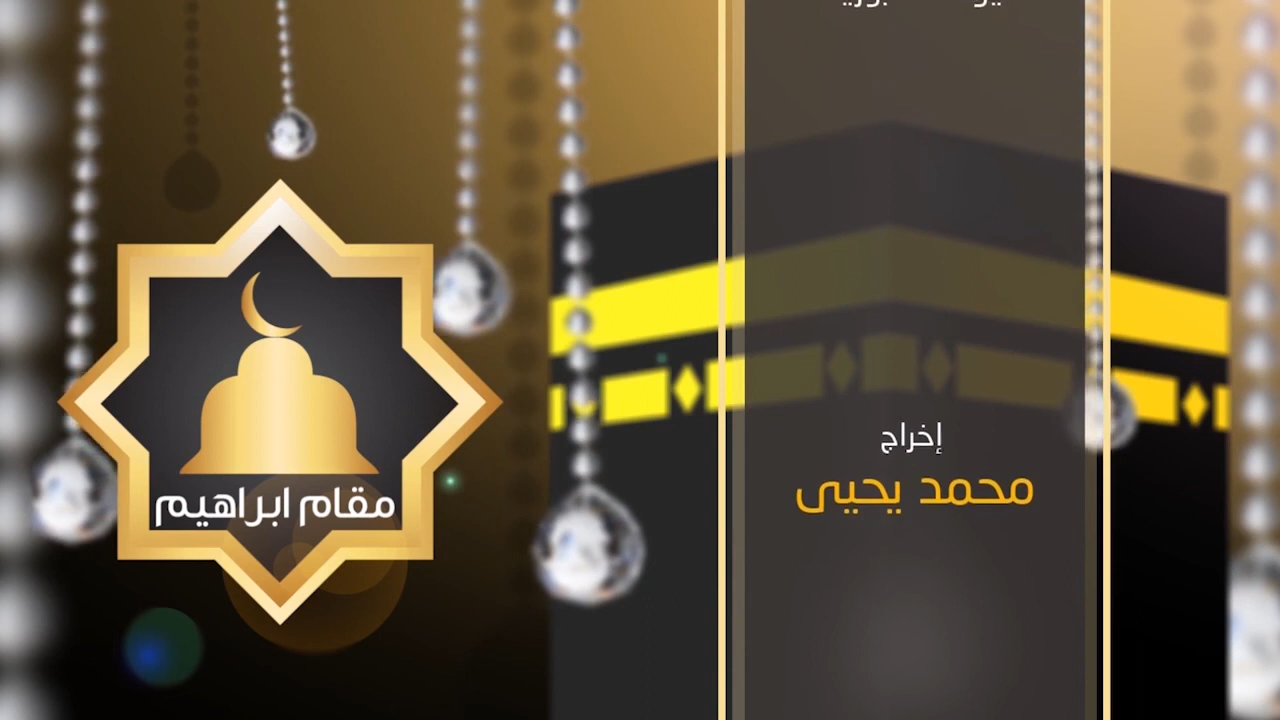 إخراج
محمد يحيى
مقام ابراهيم